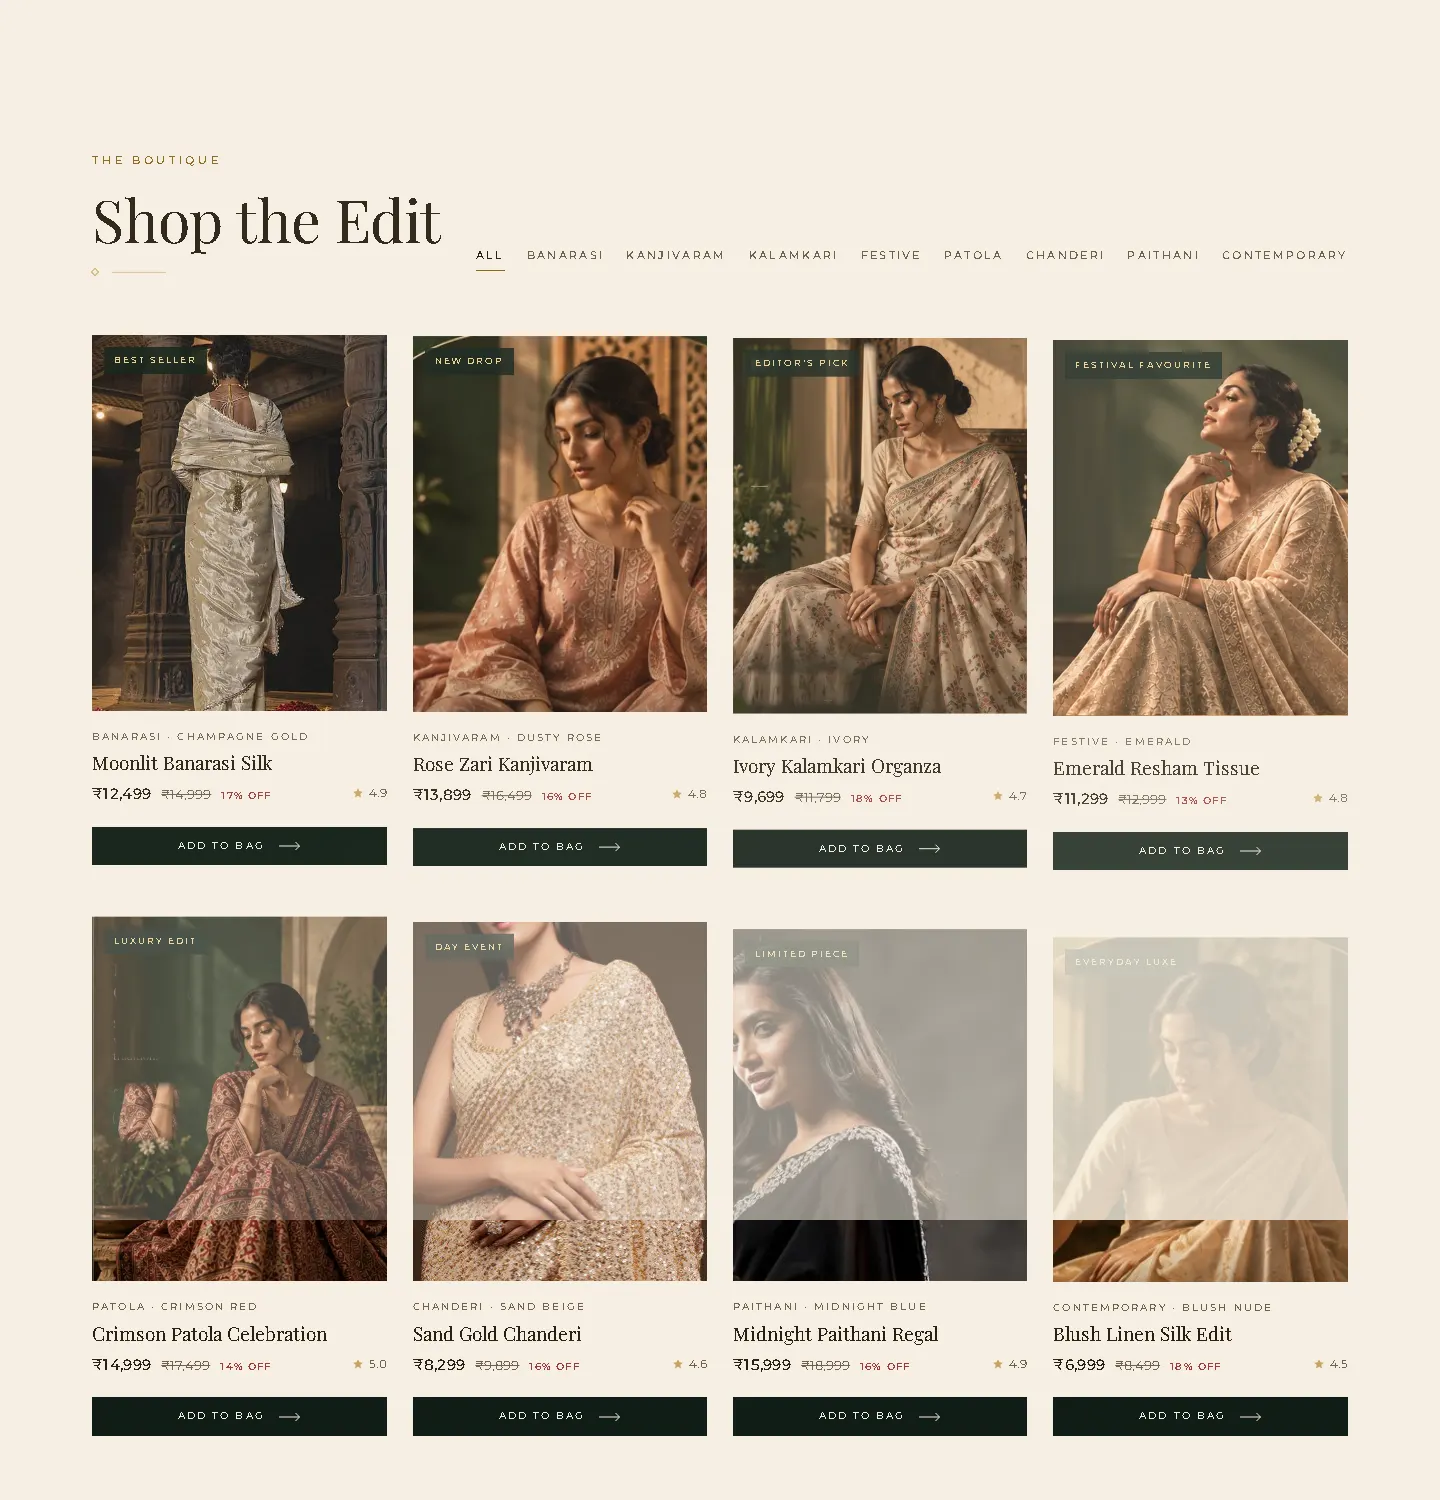 THE BOUTIQUE
Shop the Edit
ALL BANARASI KANJIVARAM KALAMKARI FESTIVE PATOLA CHANDERI PAITHANI CONTEMPORARY
BEST SELLER
BANARASI · CHAMPAGNE GOLD
Moonlit Banarasi Silk
₹12,499 ₹14,999 17% OFF ★ 4.9
ADD TO BAG ⟶
NEW DROP
KANJIVARAM · DUSTY ROSE
Rose Zari Kanjivaram
₹13,899 ₹16,499 16% OFF ★ 4.8
ADD TO BAG ⟶
EDITOR'S PICK
KALAMKARI · IVORY
Ivory Kalamkari Organza
₹9,699 ₹11,799 18% OFF ★ 4.7
ADD TO BAG ⟶
FESTIVAL FAVOURITE
FESTIVE · EMERALD
Emerald Resham Tissue
₹11,299 ₹12,999 13% OFF ★ 4.8
ADD TO BAG ⟶
LUXURY EDIT
PATOLA · CRIMSON RED
Crimson Patola Celebration
₹14,999 ₹17,499 14% OFF ★ 5.0
ADD TO BAG ⟶
DAY EVENT
CHANDERI · SAND BEIGE
Sand Gold Chanderi
₹8,299 ₹9,899 16% OFF ★ 4.6
ADD TO BAG ⟶
LIMITED PIECE
PAITHANI · MIDNIGHT BLUE
Midnight Paithani Regal
₹15,999 ₹18,999 16% OFF ★ 4.9
ADD TO BAG ⟶
EVERYDAY LUXE
CONTEMPORARY · BLUSH NUDE
Blush Linen Silk Edit
₹6,999 ₹8,499 18% OFF ★ 4.5
ADD TO BAG ⟶